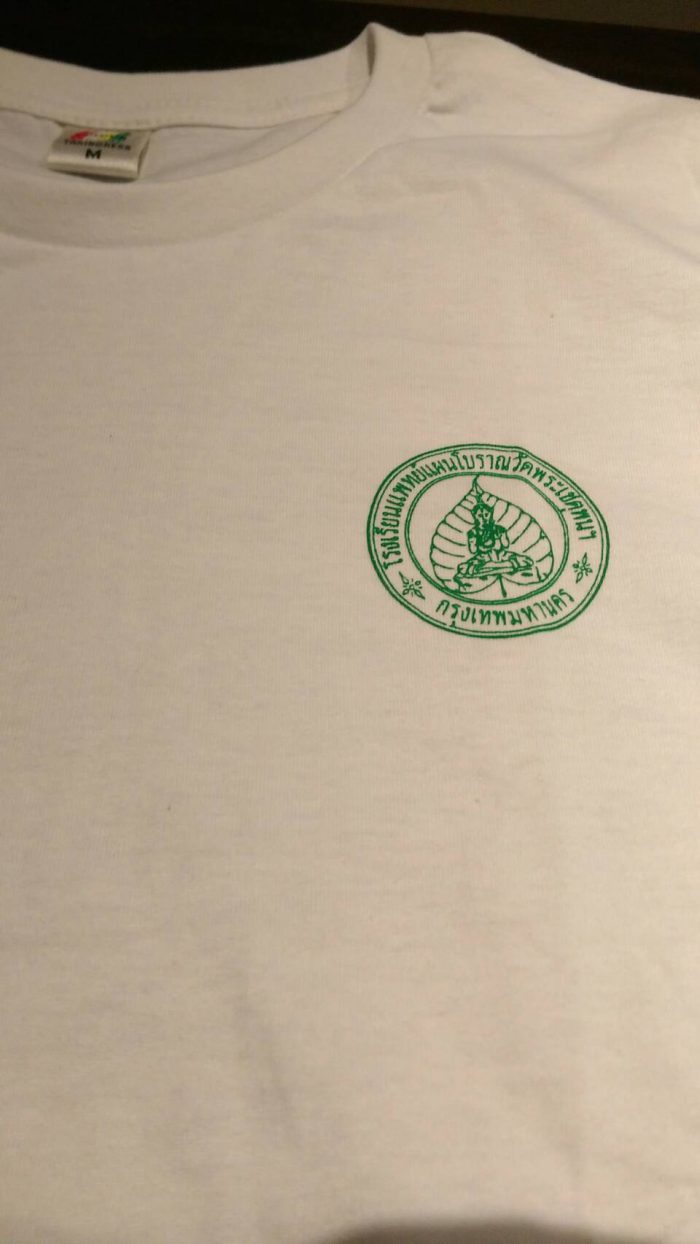 M
โรงเรียนแพทย์แผนโบราณวัดพระเชตุพนฯ
กรุงเทพมหานคร